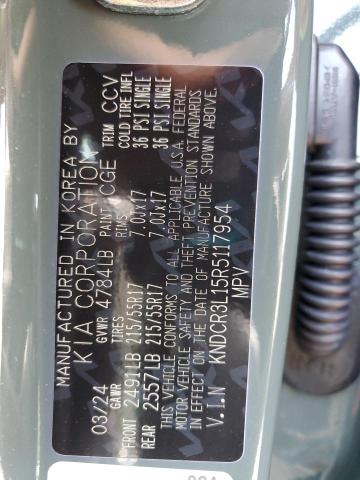 MANUFACTURED IN KOREA BY
KIA CORPORATION
03/24 GVWR 4784LB PAINT CGE TRIM CCV
GAWR TIRES RIMS COLD TIRE INFL
FRONT 2491LB 215/55R17 7.0JX17 36 PSI SINGLE
REAR 2557LB 215/55R17 7.0JX17 36 PSI SINGLE
THIS VEHICLE CONFORMS TO ALL APPLICABLE U.S.A. FEDERAL
MOTOR VEHICLE SAFETY AND THEFT PREVENTION STANDARDS
IN EFFECT ON THE DATE OF MANUFACTURE SHOWN ABOVE.
V.I.N KNDCR3L15R5117954
MPV